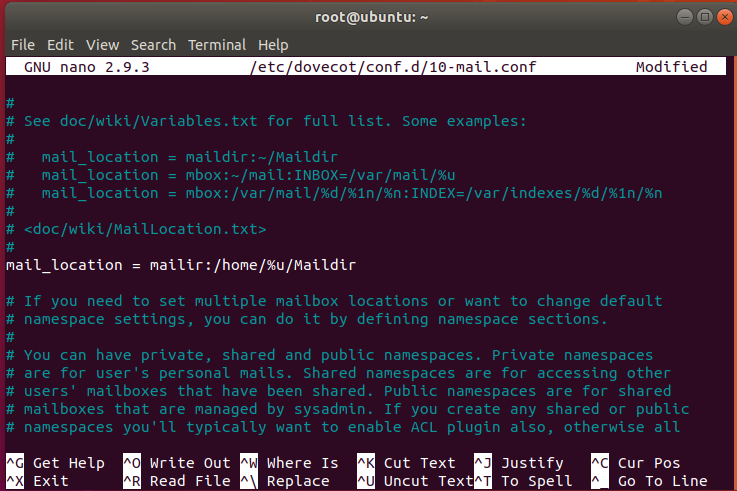 root@ubuntu: ~
File Edit View Search Terminal Help
GNU nano 2.9.3 /etc/dovecot/conf.d/10-mail.conf Modified
#
# See doc/wiki/Variables.txt for full list. Some examples:
#
#   mail_location = maildir:~/Maildir
#   mail_location = mbox:~/mail:INBOX=/var/mail/%u
#   mail_location = mbox:/var/mail/%d/%1n/%n:INDEX=/var/indexes/%d/%1n/%n
#
# <doc/wiki/MailLocation.txt>
#
mail_location = mailir:/home/%u/Maildir
# If you need to set multiple mailbox locations or want to change default
# namespace settings, you can do it by defining namespace sections.
#
# You can have private, shared and public namespaces. Private namespaces
# are for user's personal mails. Shared namespaces are for accessing other
# users' mailboxes that have been shared. Public namespaces are for shared
# mailboxes that are managed by sysadmin. If you create any shared or public
# namespaces you'll typically want to enable ACL plugin also, otherwise all
^G Get Help ^O Write Out ^W Where Is ^K Cut Text ^J Justify ^C Cur Pos
^X Exit ^R Read File ^\ Replace ^U Uncut Text ^T To Spell ^_ Go To Line